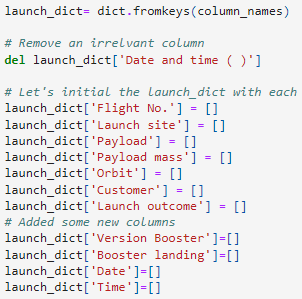 launch_dict= dict.fromkeys(column_names)
# Remove an irrelvant column
del launch_dict['Date and time ( )']
# Let's initial the launch_dict with each
launch_dict['Flight No.'] = []
launch_dict['Launch site'] = []
launch_dict['Payload'] = []
launch_dict['Payload mass'] = []
launch_dict['Orbit'] = []
launch_dict['Customer'] = []
launch_dict['Launch outcome'] = []
# Added some new columns
launch_dict['Version Booster']=[]
launch_dict['Booster landing']=[]
launch_dict['Date']=[]
launch_dict['Time']=[]